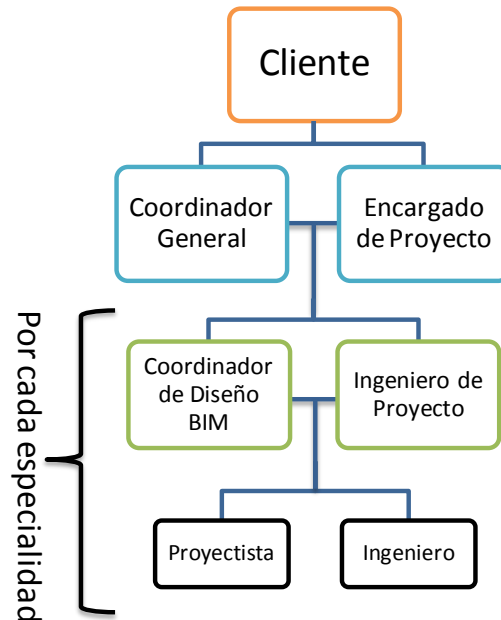 Cliente
Coordinador
General
Encargado
de Proyecto
Por cada especialidad
Coordinador
de Diseño
BIM
Ingeniero de
Proyecto
Proyectista
Ingeniero